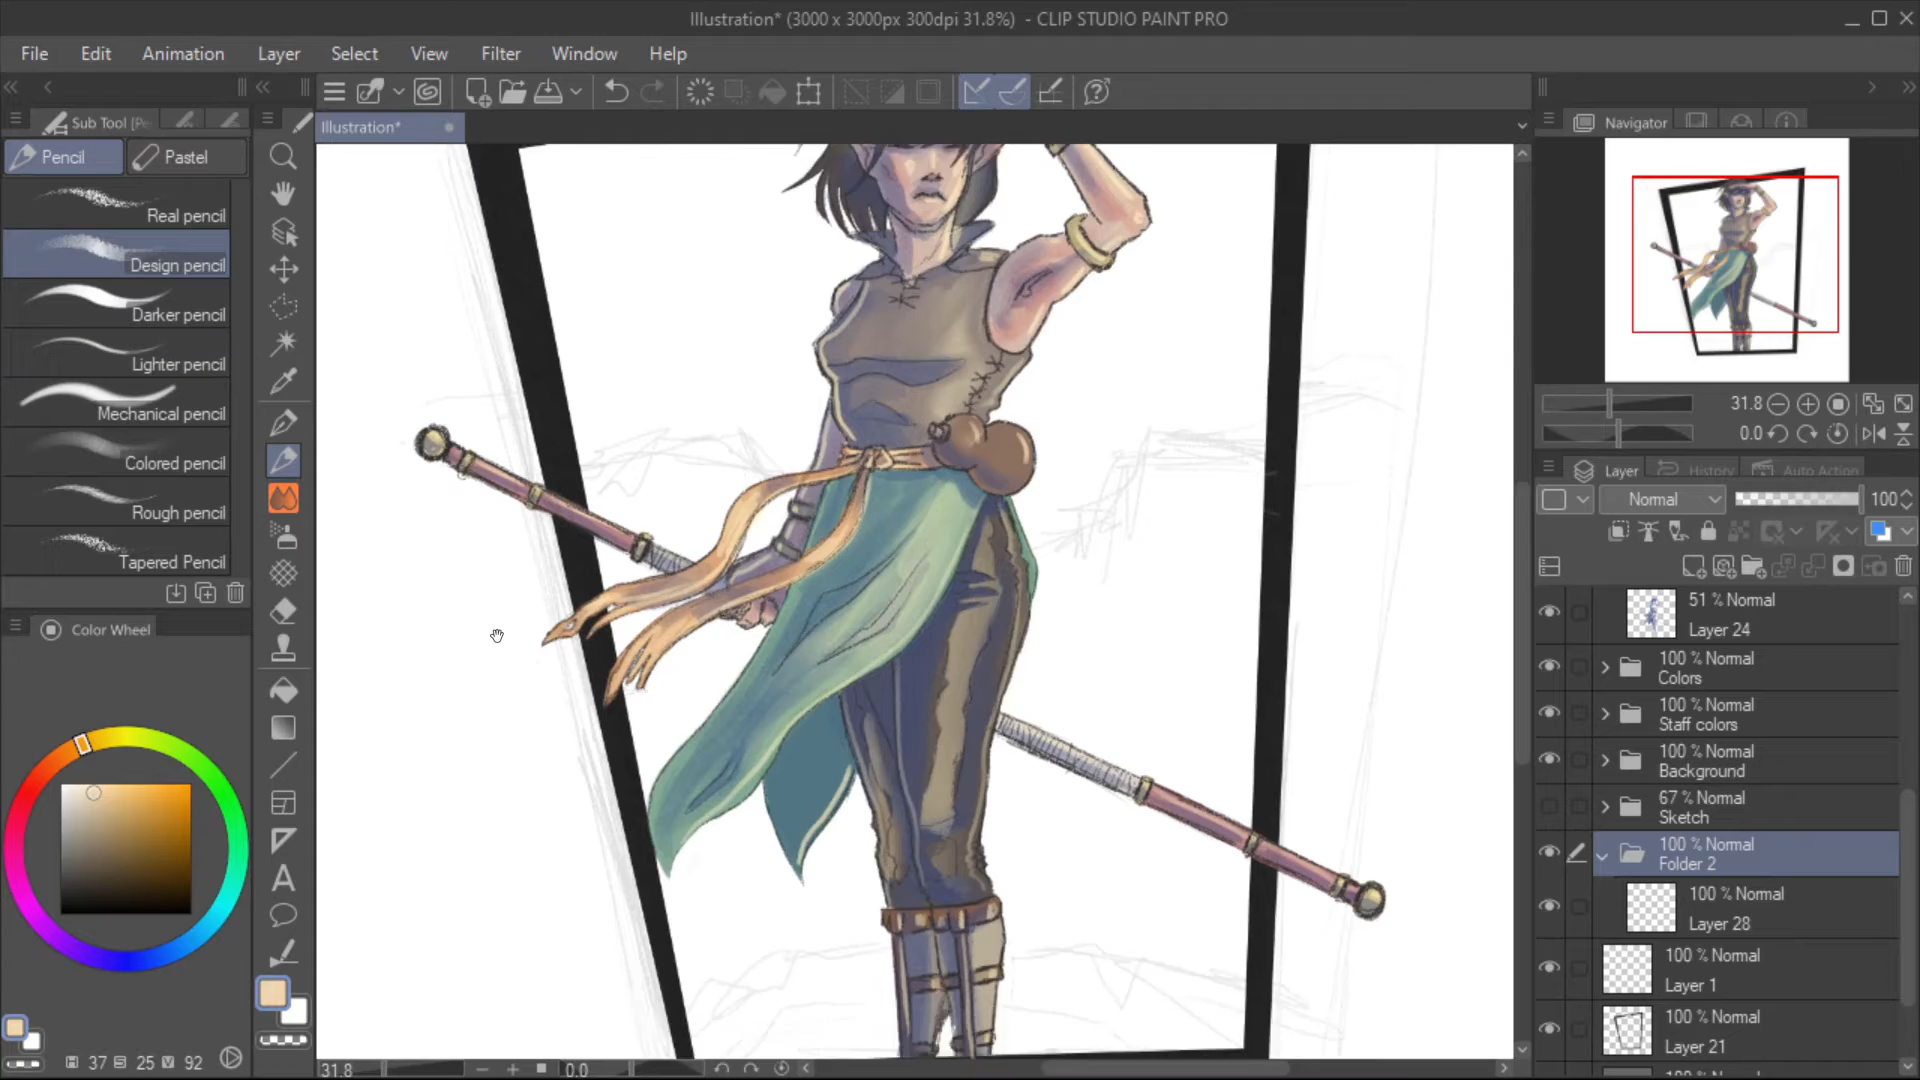 Illustration* (3000 x 3000px 300dpi 31.8%) - CLIP STUDIO PAINT PRO
File Edit Animation Layer Select View Filter Window Help
Sub Tool [Pe
Illustration*
Navigator
Pencil Pastel
Real pencil
Design pencil
Darker pencil
Lighter pencil
Mechanical pencil
Colored pencil
Rough pencil
Tapered Pencil
Color Wheel
37 25 92
31.8 0.0
31.8
0.0
Layer History Auto Action
Normal 100
51 % Normal
Layer 24
100 % Normal
Colors
100 % Normal
Staff colors
100 % Normal
Background
67 % Normal
Sketch
100 % Normal
Folder 2
100 % Normal
Layer 28
100 % Normal
Layer 1
100 % Normal
Layer 21